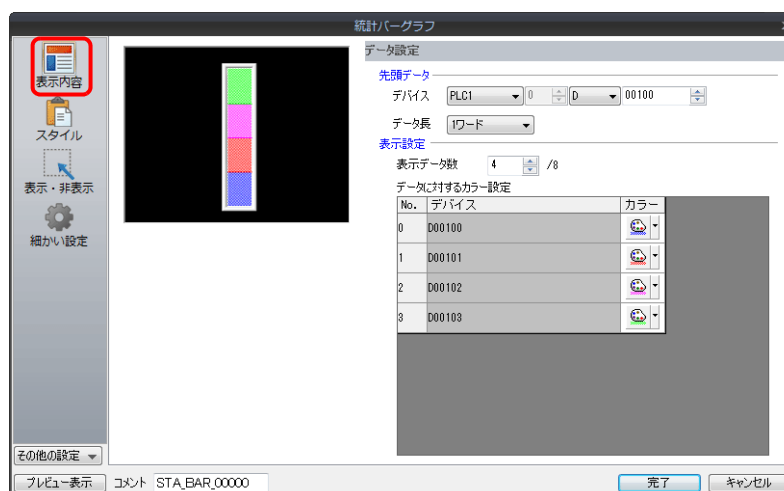 統計バーグラフ
表示内容
スタイル
表示・非表示
細かい設定
その他の設定
データ設定
先頭データ
デバイス PLC1 0 D 00100
データ長 1ワード
表示設定
表示データ数 4 /8
データに対するカラー設定
No. デバイス カラー
0 D00100
1 D00101
2 D00102
3 D00103
プレビュー表示 コメント STA_BAR_00000 完了 キャンセル